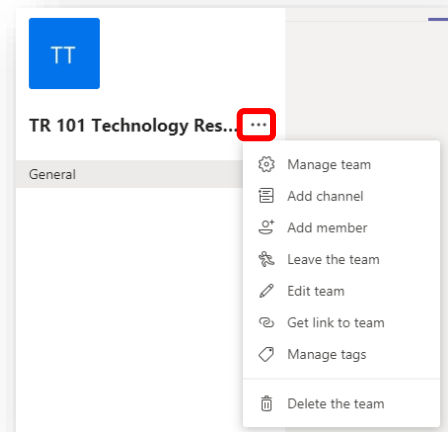 TT
TR 101 Technology Res... ...
General
Manage team
Add channel
Add member
Leave the team
Edit team
Get link to team
Manage tags
Delete the team